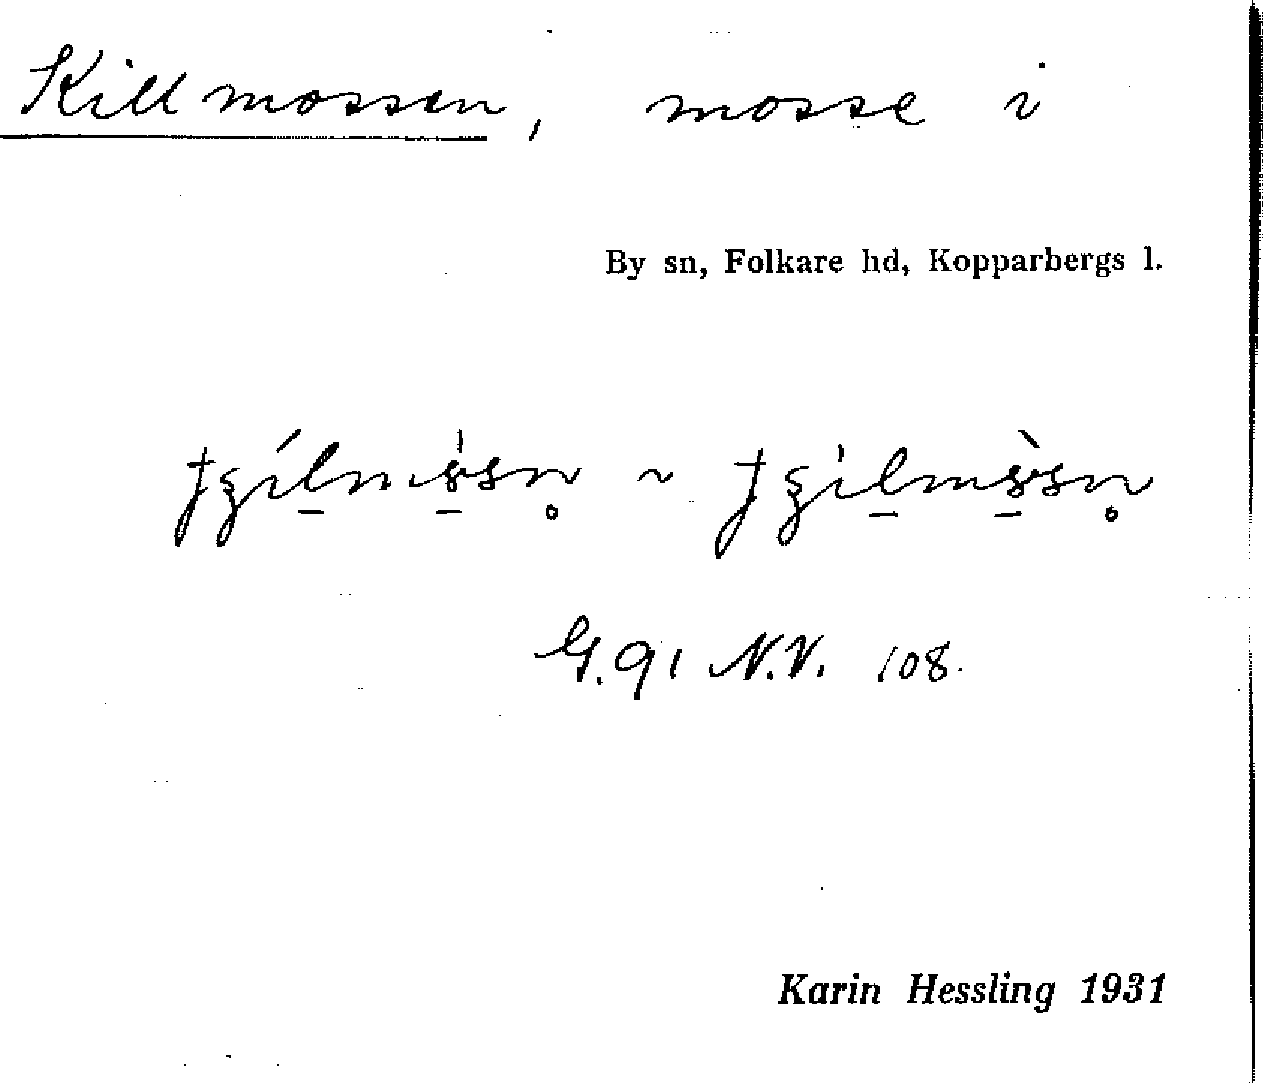 Killmossen, mosse i
By sn, Folkare hd, Kopparbergs l.
G. 91 N.V. 108.
Karin Hessling 1931